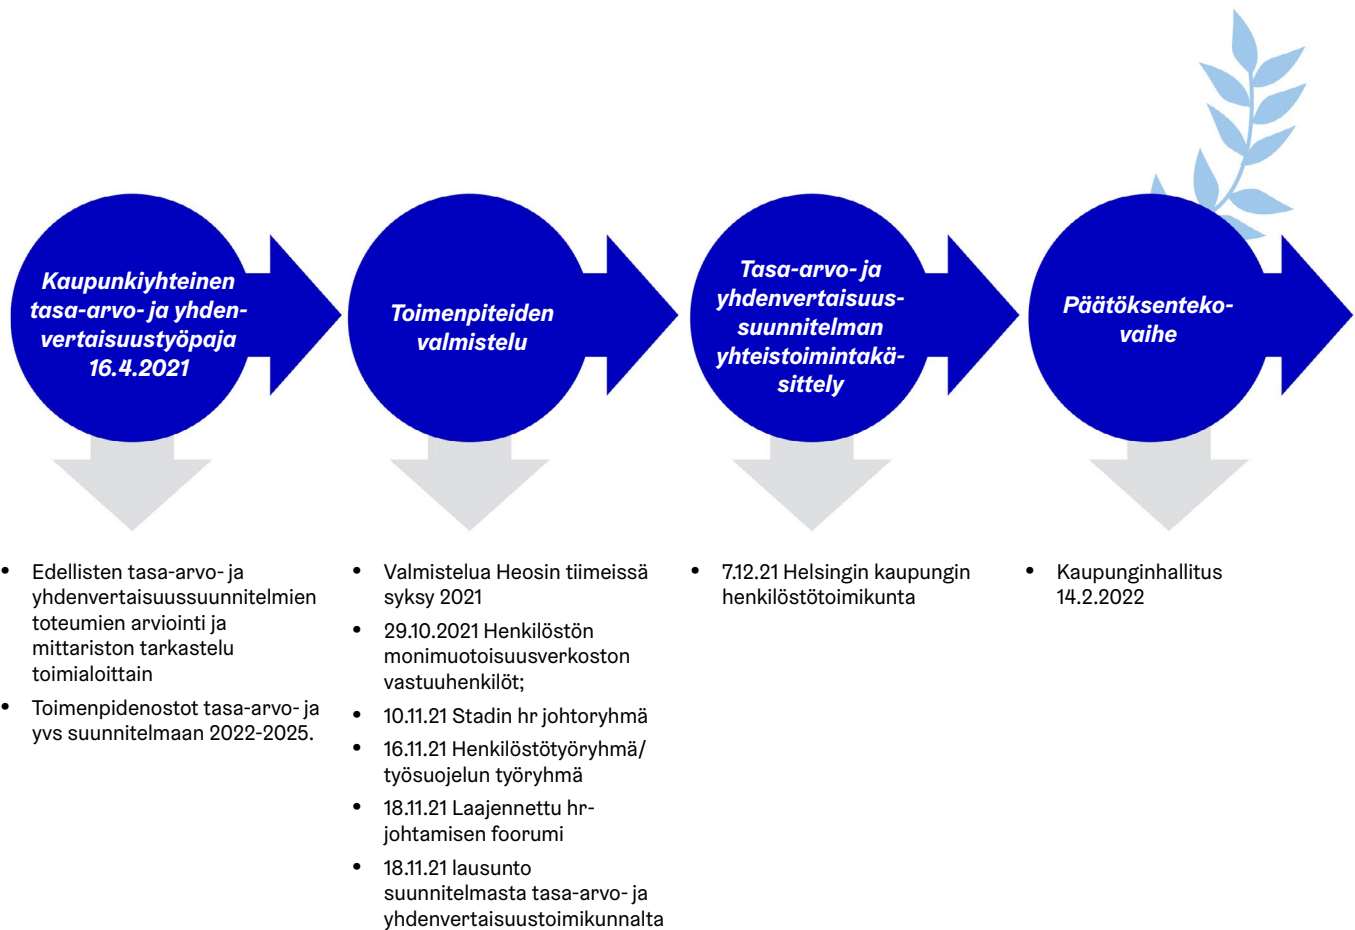 Kaupunkiyhteinen
tasa-arvo- ja yhden-
vertaisuustyöpaja
16.4.2021
Toimenpiteiden
valmistelu
Tasa-arvo- ja
yhdenvertaisuus-
suunnitelman
yhteistoimintakä-
sittely
Päätöksenteko-
vaihe
• Edellisten tasa-arvo- ja
yhdenvertaisuussuunnitelmien
toteumien arviointi ja
mittariston tarkastelu
toimialoittain
• Toimenpidenostot tasa-arvo- ja
yvs suunnitelmaan 2022-2025.
• Valmistelua Heosin tiimeissä
syksy 2021
• 29.10.2021 Henkilöstön
monimuotoisuusverkoston
vastuuhenkilöt;
• 10.11.21 Stadin hr johtoryhmä
• 16.11.21 Henkilöstötyöryhmä/
työsuojelun työryhmä
• 18.11.21 Laajennettu hr-
johtamisen foorumi
• 18.11.21 lausunto
suunnitelmasta tasa-arvo- ja
yhdenvertaisuustoimikunnalta
• 7.12.21 Helsingin kaupungin
henkilöstötoimikunta
• Kaupunginhallitus
14.2.2022